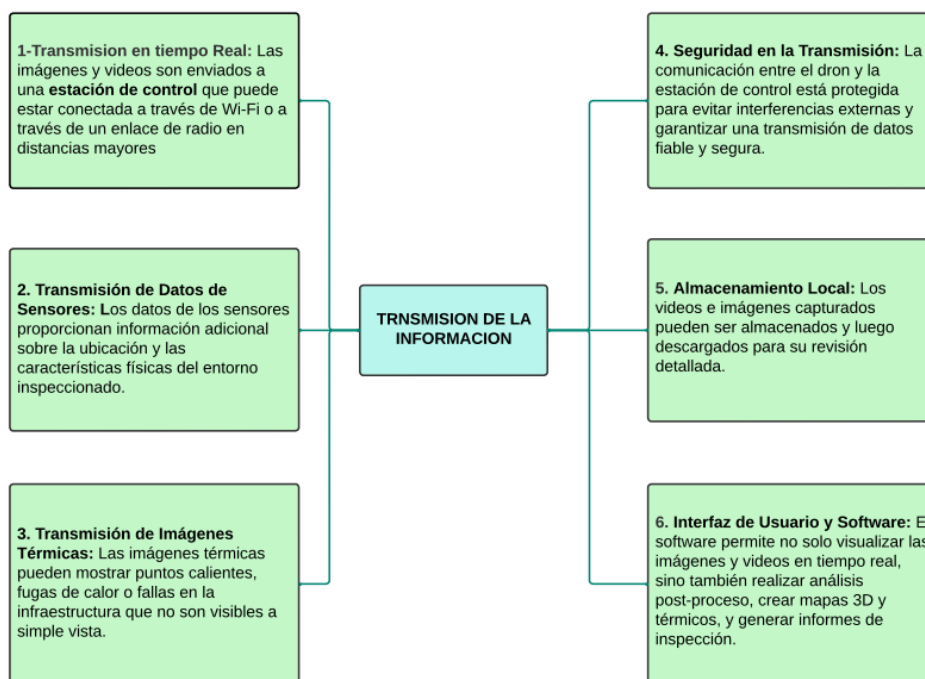 1-Transmision en tiempo Real: Las
imágenes y videos son enviados a
una estación de control que puede
estar conectada a través de Wi-Fi o a
través de un enlace de radio en
distancias mayores
2. Transmisión de Datos de
Sensores: Los datos de los sensores
proporcionan información adicional
sobre la ubicación y las
características físicas del entorno
inspeccionado.
3. Transmisión de Imágenes
Térmicas: Las imágenes térmicas
pueden mostrar puntos calientes,
fugas de calor o fallas en la
infraestructura que no son visibles a
simple vista.
TRNSMISION DE LA
INFORMACION
4. Seguridad en la Transmisión: La
comunicación entre el dron y la
estación de control está protegida
para evitar interferencias externas y
garantizar una transmisión de datos
fiable y segura.
5. Almacenamiento Local: Los
videos e imágenes capturados
pueden ser almacenados y luego
descargados para su revisión
detallada.
6. Interfaz de Usuario y Software:
software permite no solo visualizar las
imágenes y videos en tiempo real,
sino también realizar análisis
post-proceso, crear mapas 3D y
térmicos, y generar informes de
inspección.